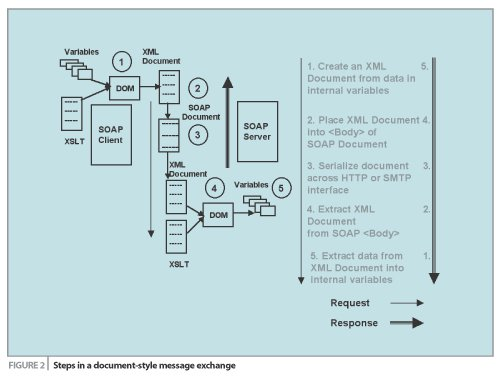 Variables
1
XML
Document
DOM
2
SOAP
Document
XSLT
SOAP
Client
3
SOAP
Server
XML
Document
4
Variables
5
DOM
XSLT
1. Create an XML 5.
Document from data in
internal variables
2. Place XML Document 4.
into <Body> of
SOAP Document
3. Serialize document 3.
across HTTP or SMTP
interface
4. Extract XML 2.
Document
from SOAP <Body>
5. Extract data from 1.
XML Document into
internal variables
Request
Response
FIGURE 2 Steps in a document-style message exchange